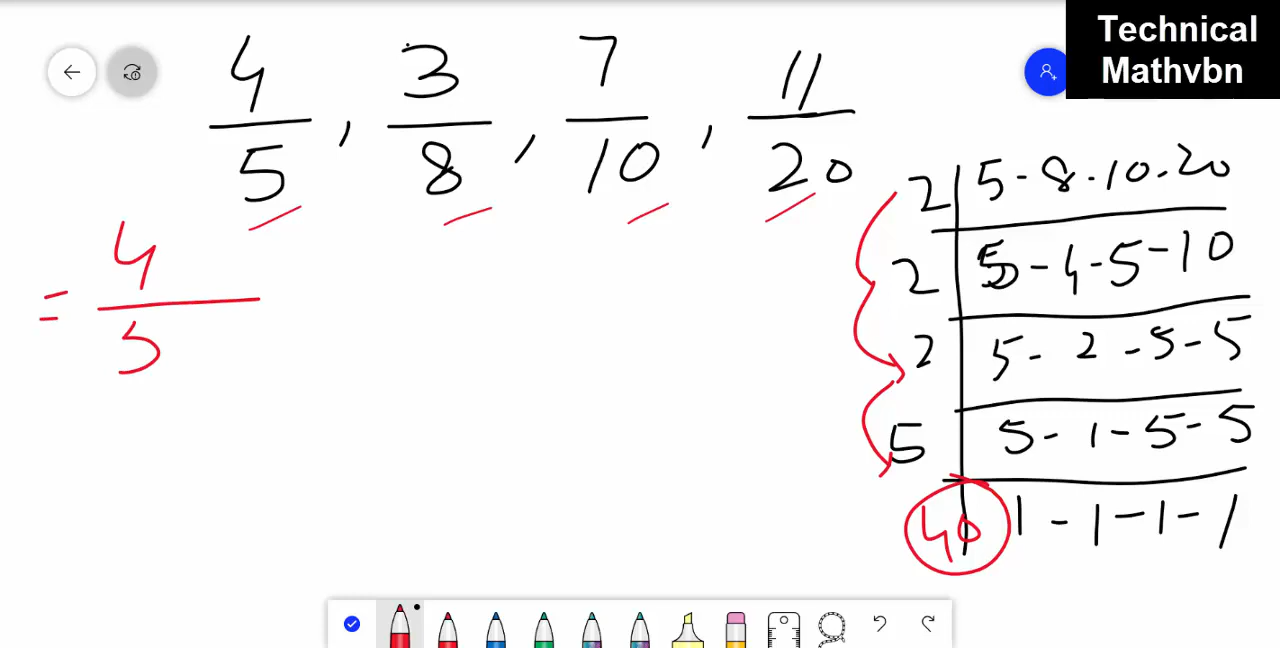 Technical
Mathvbn
4/5 , 3/8 , 7/10 , 11/20
2 | 5 - 8 - 10 - 20
2 | 5 - 4 - 5 - 10
2 | 5 - 2 - 5 - 5
5 | 5 - 1 - 5 - 5
40 | 1 - 1 - 1 - 1
= 4/5